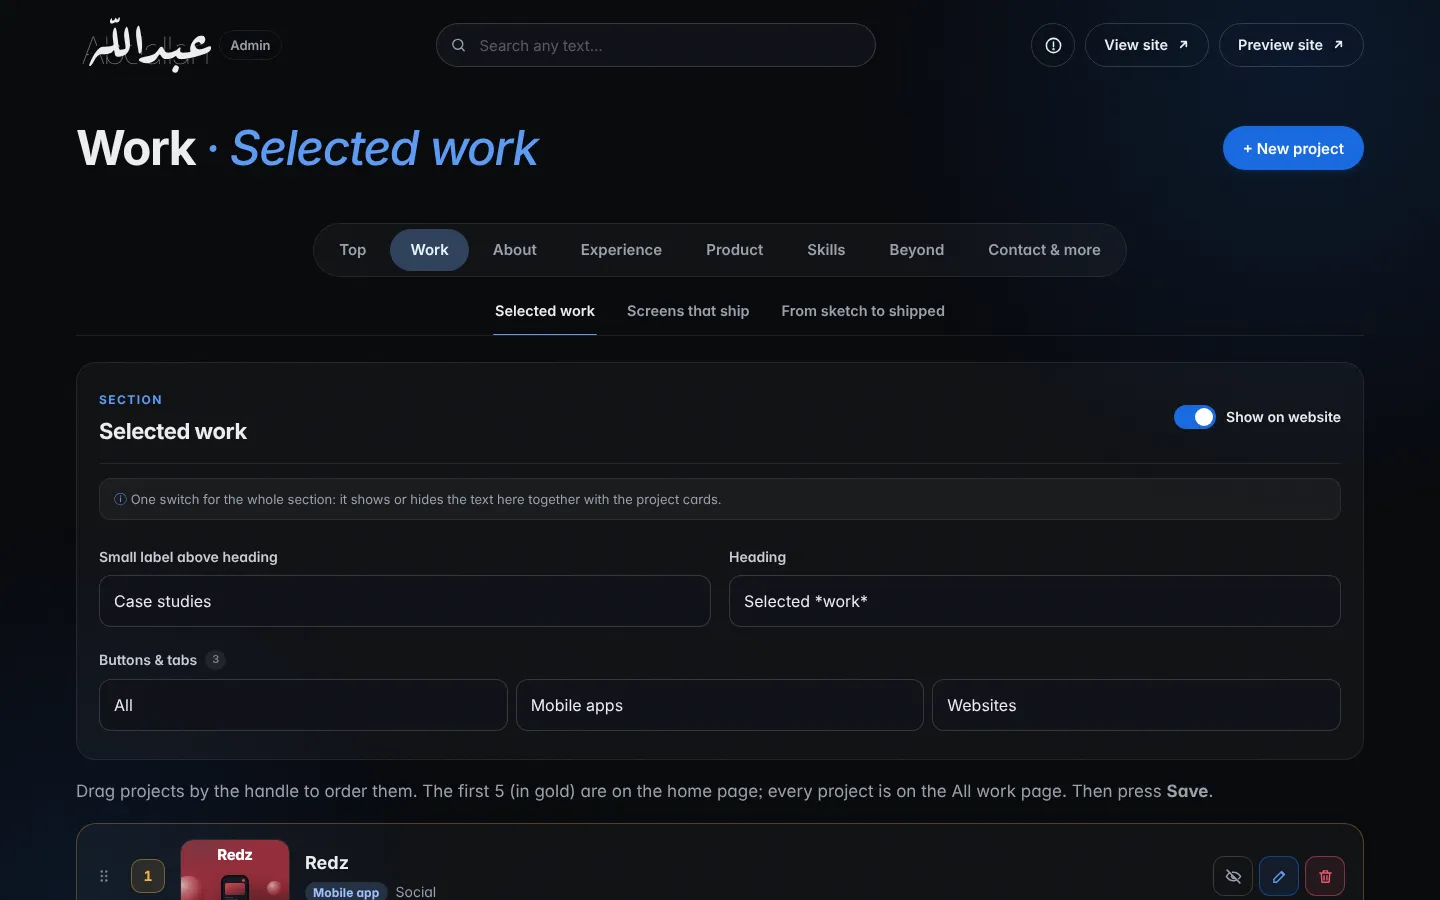 عبدالله
Abdallah
Admin
Search any text...
View site
Preview site
Work · Selected work
+ New project
Top
Work
About
Experience
Product
Skills
Beyond
Contact & more
Selected work
Screens that ship
From sketch to shipped
SECTION
Selected work
Show on website
One switch for the whole section: it shows or hides the text here together with the project cards.
Small label above heading
Heading
Case studies
Selected *work*
Buttons & tabs 3
All
Mobile apps
Websites
Drag projects by the handle to order them. The first 5 (in gold) are on the home page; every project is on the All work page. Then press Save.
1
Redz
Redz
Mobile app
Social